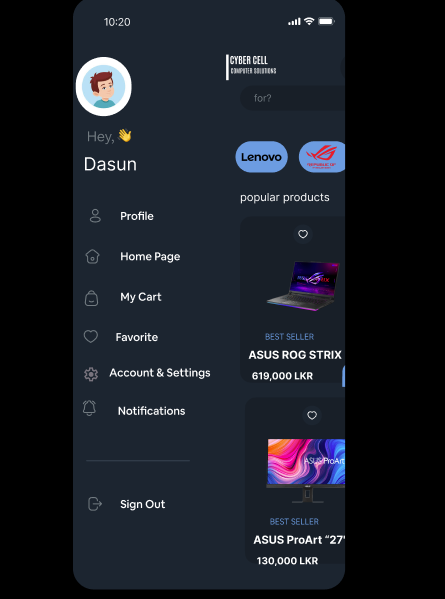 10:20
CYBER CELL
COMPUTER SOLUTIONS
for?
Hey, 👋
Dasun
Lenovo
popular products
Profile
Home Page
My Cart
Favorite
Account & Settings
Notifications
Sign Out
BEST SELLER
ASUS ROG STRIX
619,000 LKR
ASUS ProArt
BEST SELLER
ASUS ProArt “27"
130,000 LKR